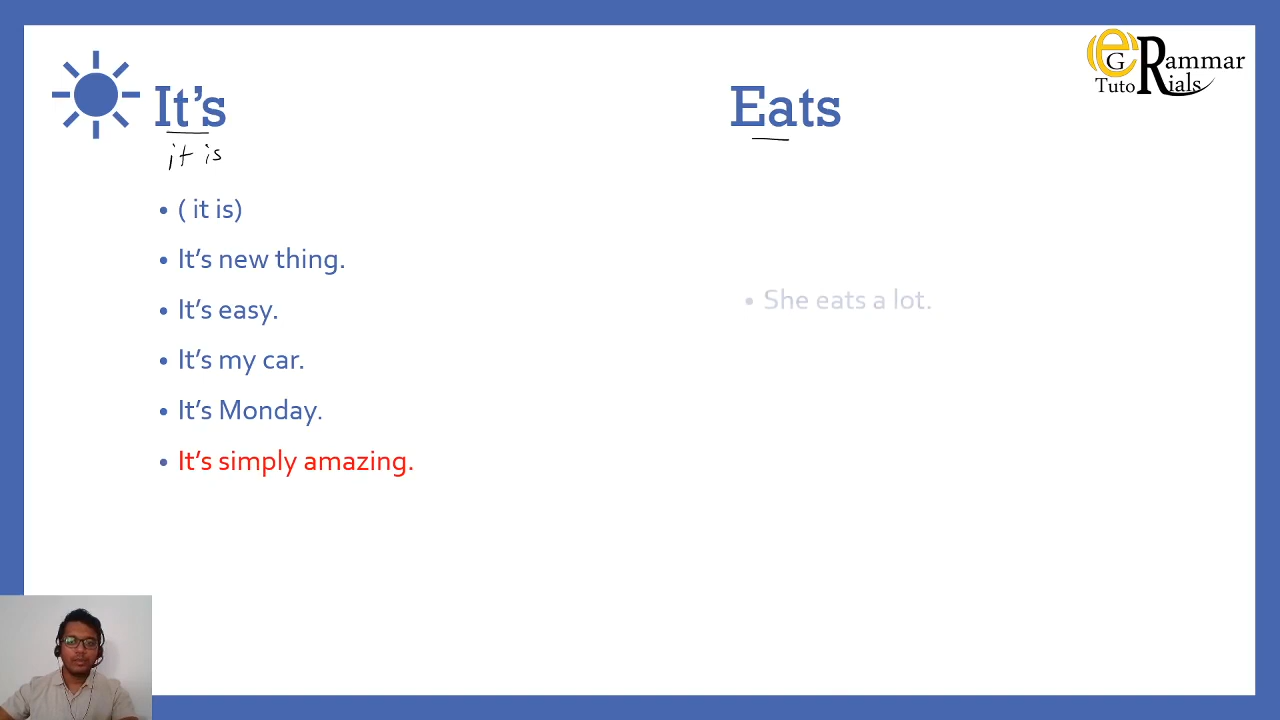 It's
it is
( it is)
It's new thing.
It's easy.
It's my car.
It's Monday.
It's simply amazing.
Eats
She eats a lot.
eGRammar
TutoRials